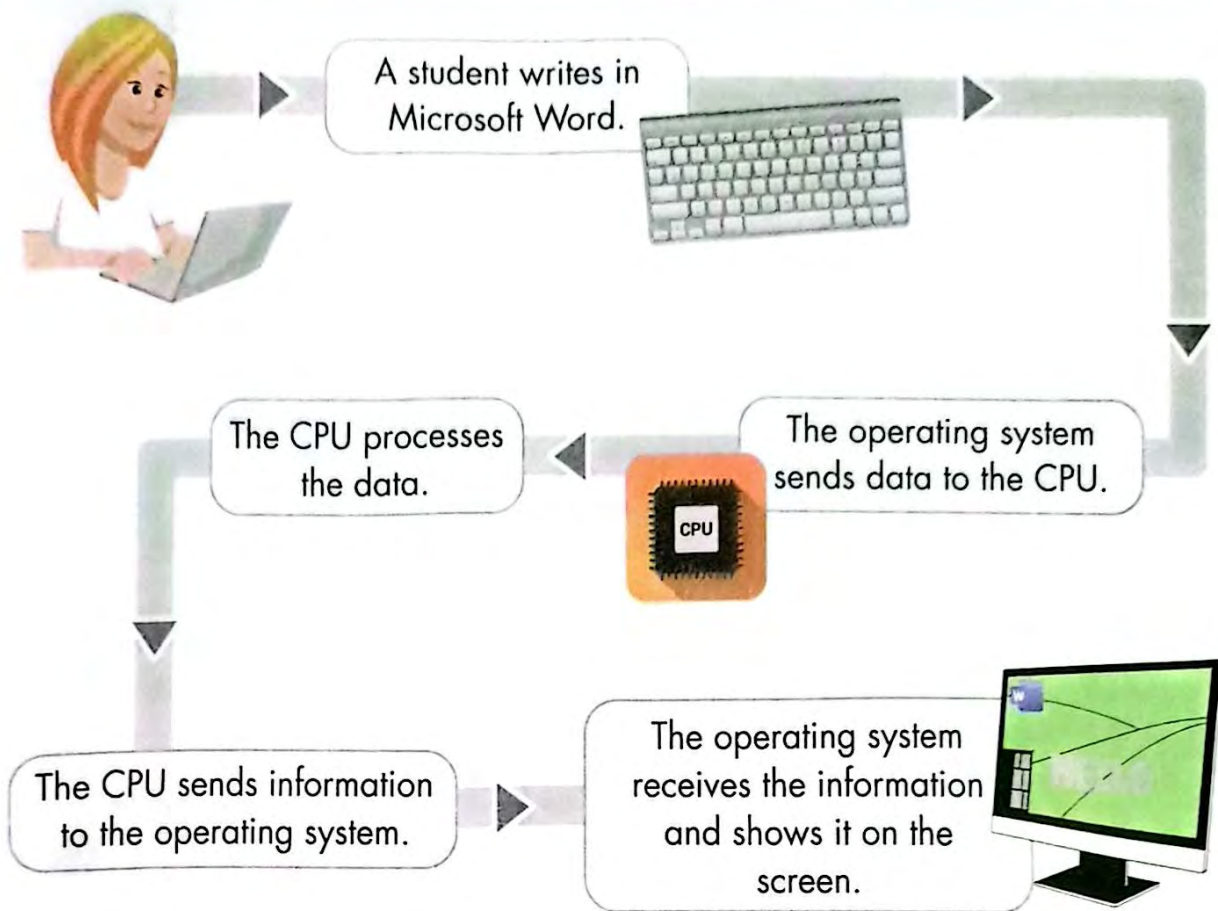 A student writes in
Microsoft Word.
The operating system
sends data to the CPU.
CPU
The CPU processes
the data.
The CPU sends information
to the operating system.
The operating system
receives the information
and shows it on the
screen.
W